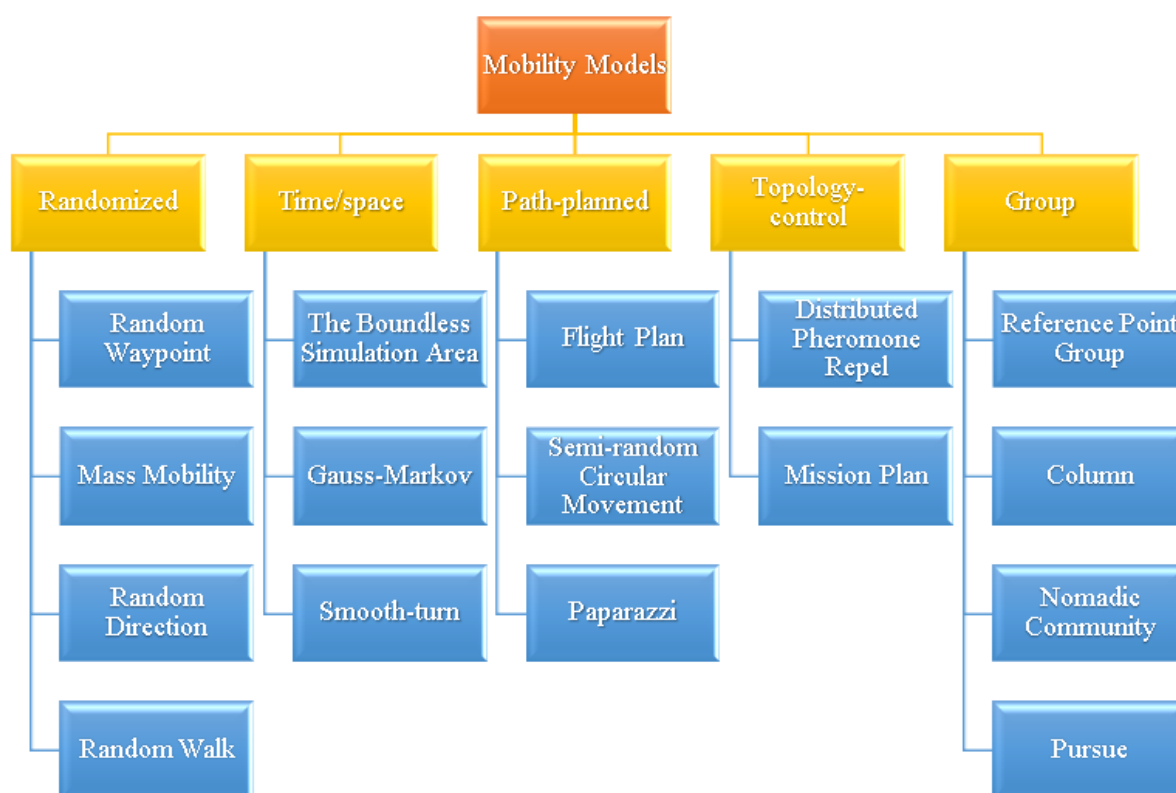 Mobility Models
Randomized
Time/space
Path-planned
Topology-
control
Group
Random
Waypoint
The Boundless
Simulation Area
Flight Plan
Distributed
Pheromone
Repel
Reference Point
Group
Mass Mobility
Gauss-Markov
Semi-random
Circular
Movement
Mission Plan
Column
Random
Direction
Smooth-turn
Paparazzi
Nomadic
Community
Random Walk
Pursue